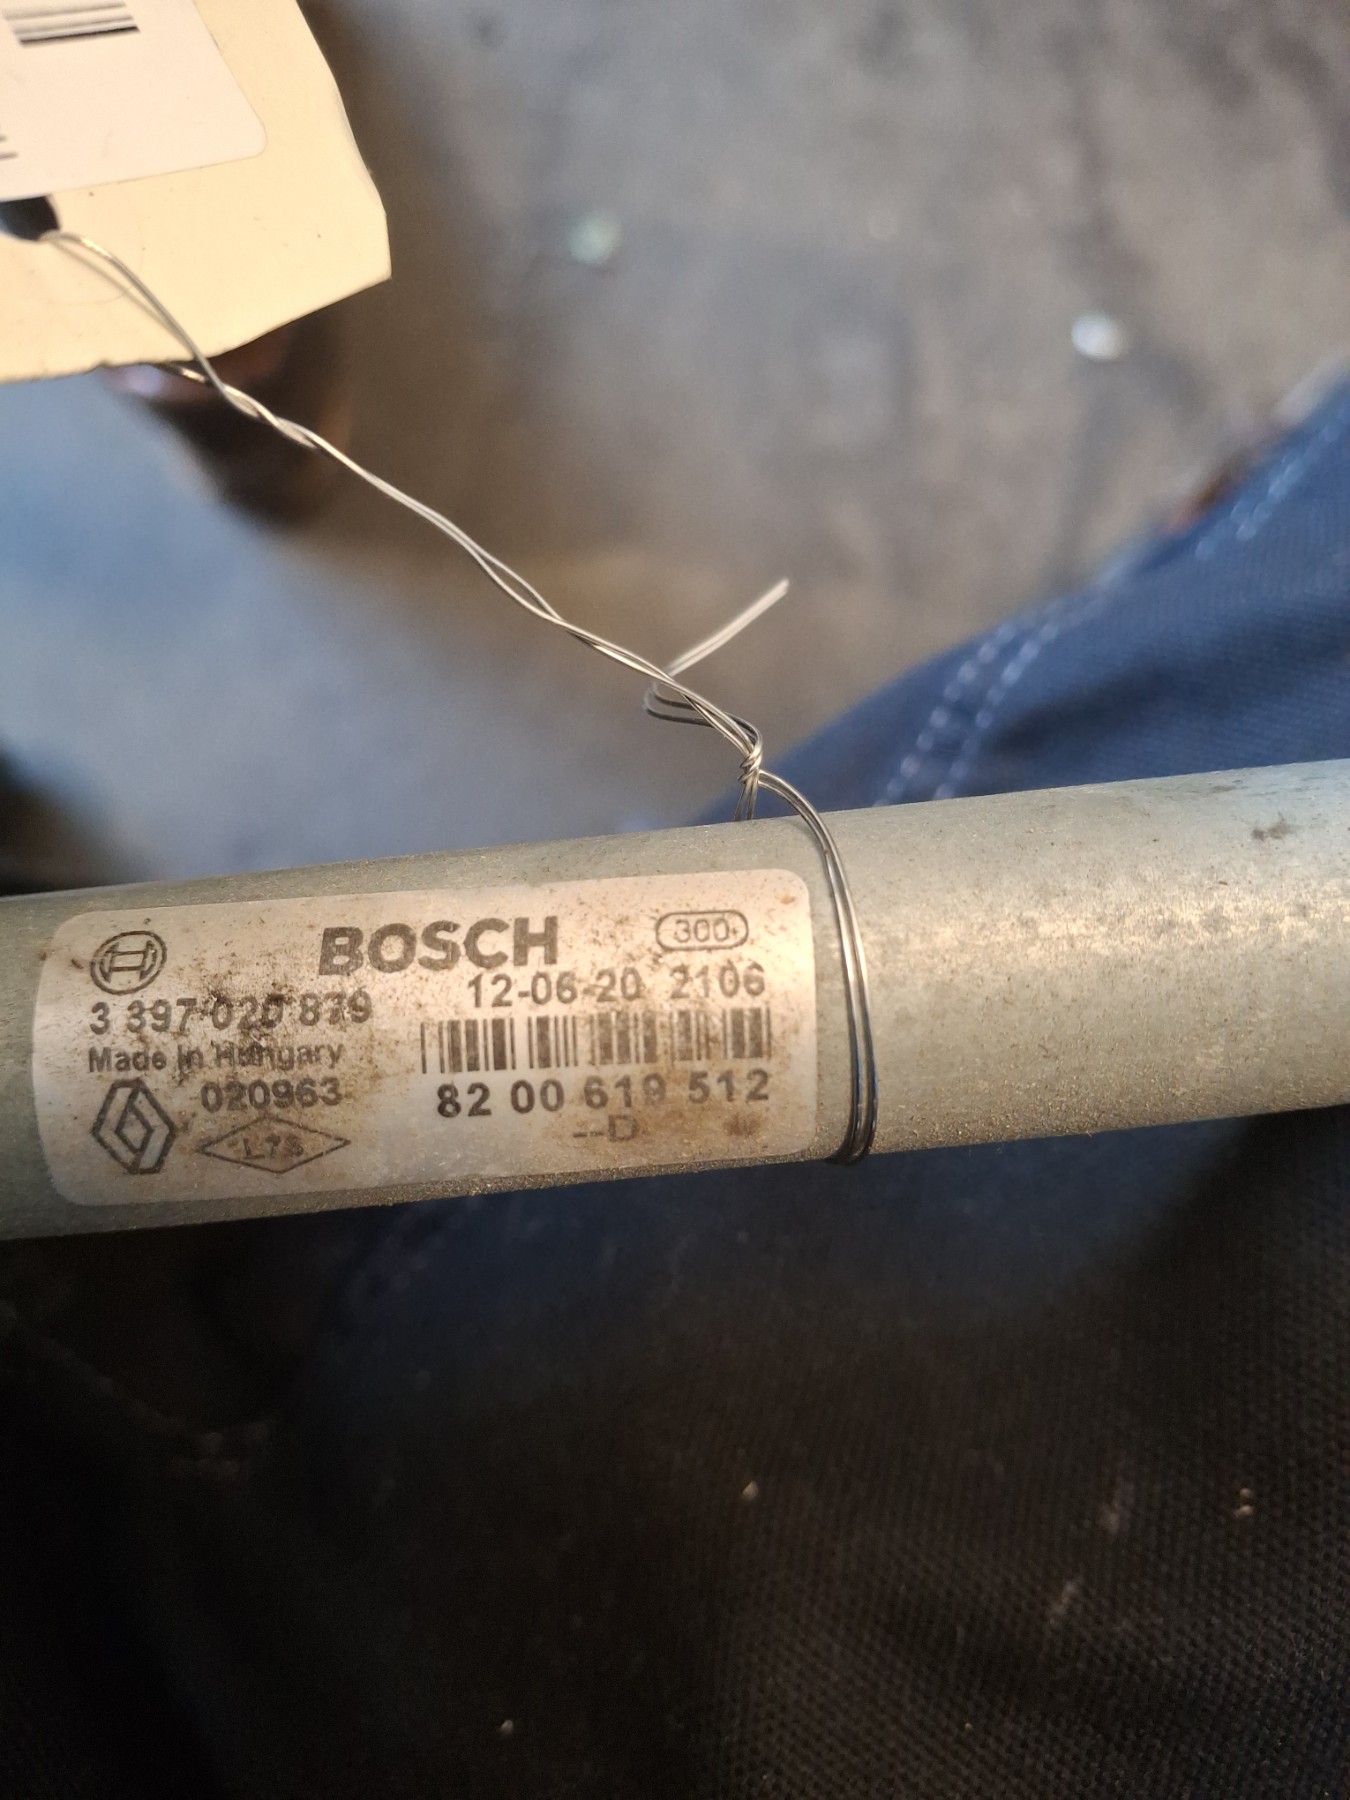 BOSCH
300
12-06-20 2106
3 397 020 879
Made in Hungary
020963
82 00 619 512
--D